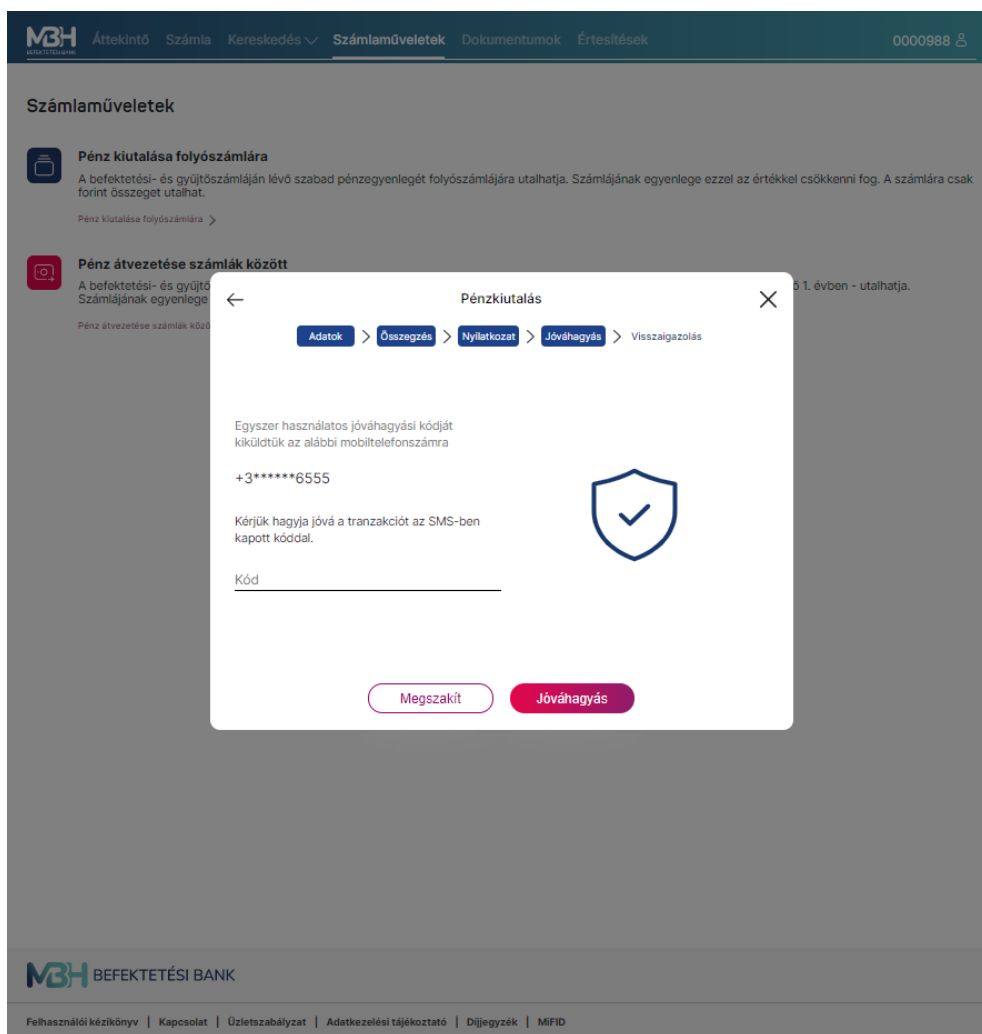 MBH
BEFEKTETÉSI BANK
Áttekintő Számla Kereskedés Számlaműveletek Dokumentumok Értesítések 0000988
Számlaműveletek
Pénz kiutalása folyószámlára
A befektetési- és gyűjtőszámláján lévő szabad pénzegyenlegét folyószámlájára utalhatja. Számlájának egyenlege ezzel az értékkel csökkenni fog. A számlára csak
forint összeget utalhat.
Pénz kiutalása folyószámlára
Pénz átvezetése számlák között
A befektetési- és gyűjtő
ó 1. évben - utalhatja.
Számlájának egyenlege
Pénz átvezetése számlák közö
Pénzkiutalás
Adatok > Összegzés > Nyilatkozat > Jóváhagyás > Visszaigazolás
Egyszer használatos jóváhagyási kódját
kiküldtük az alábbi mobiltelefonszámra
+3******6555
Kérjük hagyja jóvá a tranzakciót az SMS-ben
kapott kóddal.
Kód
Megszakít Jóváhagyás
MBH BEFEKTETÉSI BANK
Felhasználói kézikönyv | Kapcsolat | Üzletszabályzat | Adatkezelési tájékoztató | Díjjegyzék | MiFID